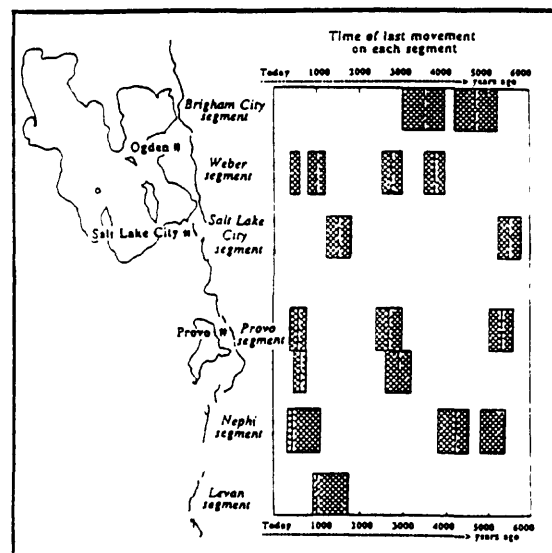 Time of last movement
on each segment
Today 1000 2000 3000 4000 5000 6000
years ago
Brigham City
segment
Ogden
Weber
segment
Salt Lake
City
segment
Salt Lake City
Provo
Provo
segment
Nephi
segment
Levan
segment
Today 1000 2000 3000 4000 5000 6000
years ago